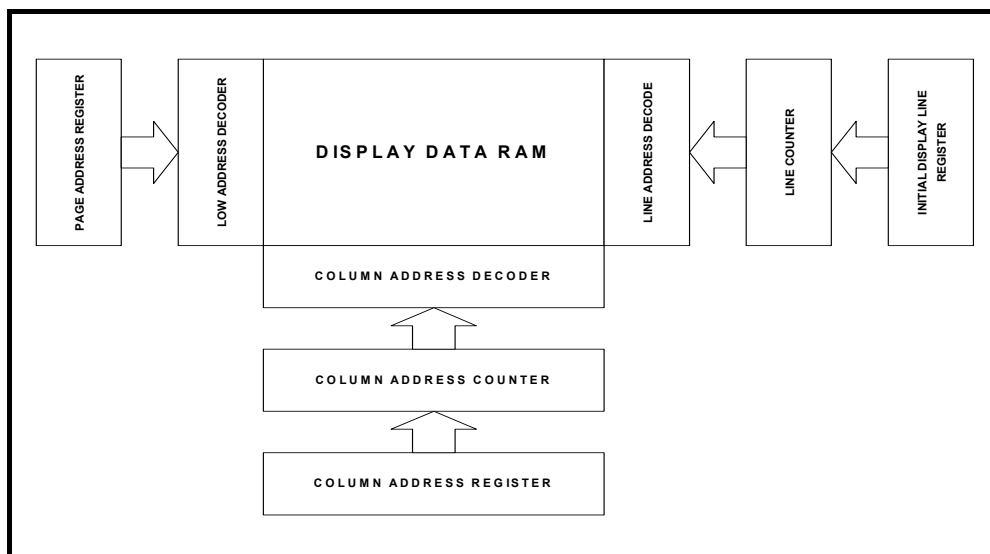 PAGE ADDRESS REGISTER
LOW ADDRESS DECODER
DISPLAY DATA RAM
LINE ADDRESS DECODE
LINE COUNTER
INITIAL DISPLAY LINE
REGISTER
COLUMN ADDRESS DECODER
COLUMN ADDRESS COUNTER
COLUMN ADDRESS REGISTER